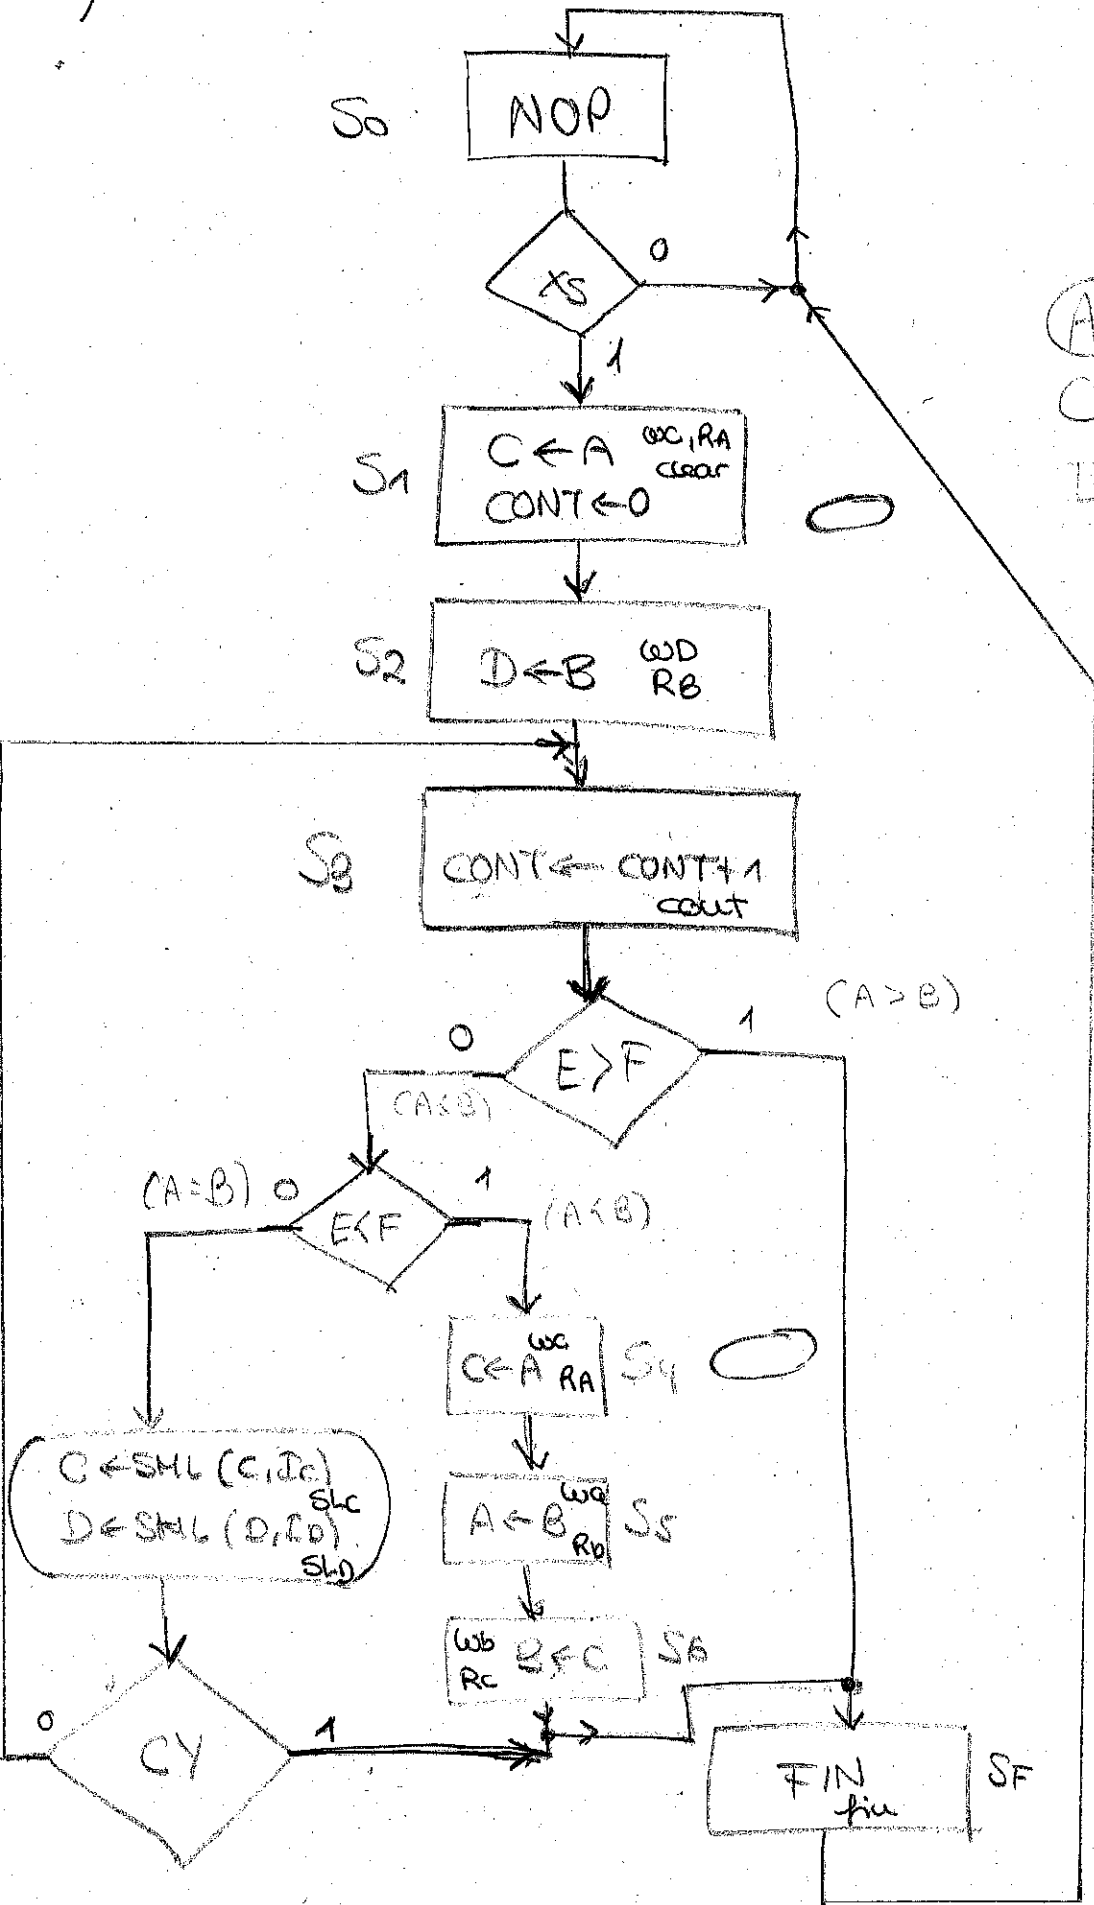 S0
NOP
XS
0
1
A
C
S1
C ← A wc, RA
clear
CONT ← 0
S2
D ← B WD
RB
S3
CONT ← CONT + 1
cout
(A > B)
0
E > F
1
(A≤B)
(A=B) 0
E<F
1
(A<B)
C ← A wc
RA
S4
C ← SHL (C, Ic)
SLC
D ← SHL (D, ID)
SLD
A ← B wa
Rb
S5
wb
Rc
B ← C
S6
0
CY
1
FIN
fin
SF